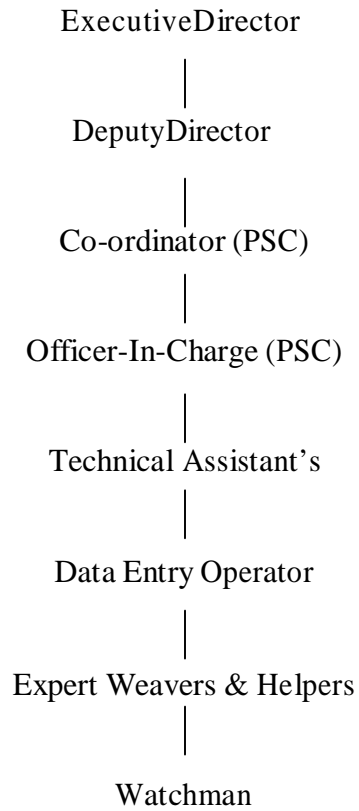 ExecutiveDirector
DeputyDirector
Co-ordinator (PSC)
Officer-In-Charge (PSC)
Technical Assistant’s
Data Entry Operator
Expert Weavers & Helpers
Watchman